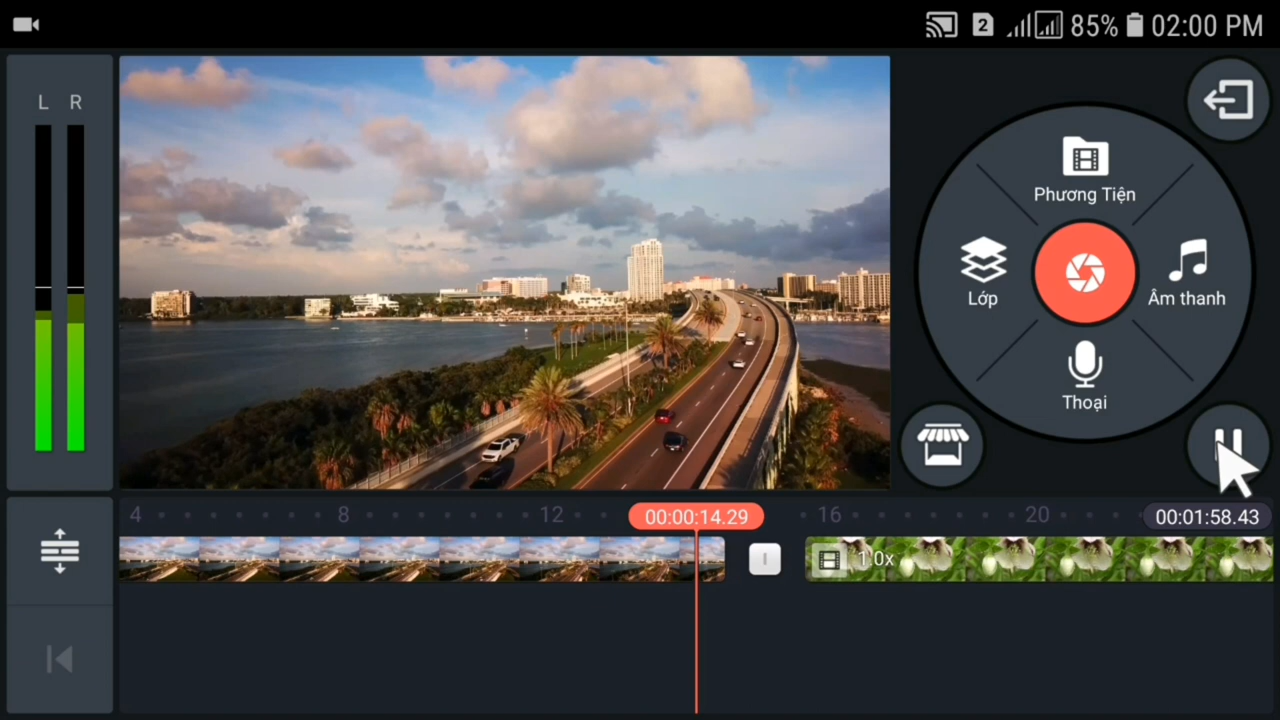 2 85% 02:00 PM
L R
Phương Tiện
Lớp
Âm thanh
Thoại
4 8 12 00:00:14.29 16 20 00:01:58.43
1.0x